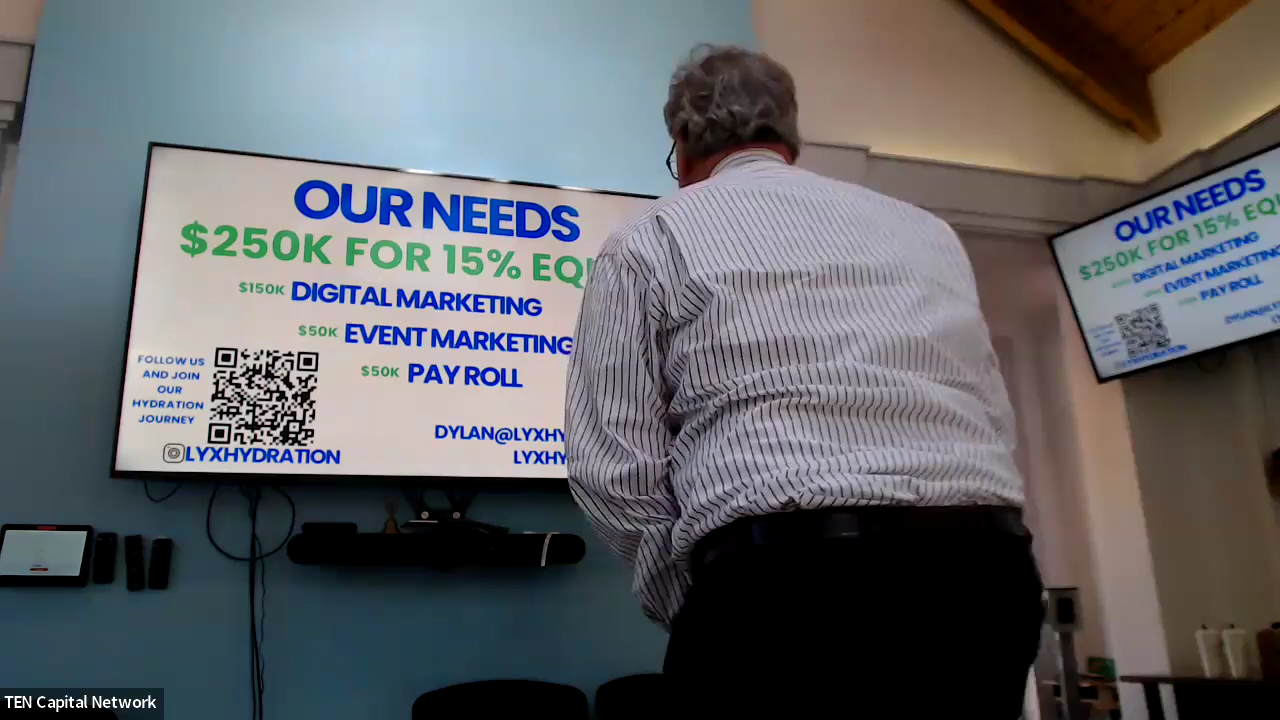 OUR NEEDS
$250K FOR 15% EQ
$150K DIGITAL MARKETING
$50K EVENT MARKETING
$50K PAY ROLL
FOLLOW US
AND JOIN
OUR
HYDRATION
JOURNEY
LYXHYDRATION
DYLAN@LYXHY
LYXHY
OUR NEEDS
$250K FOR 15% EQ
DIGITAL MARKETING
EVENT MARKETING
PAY ROLL
TEN Capital Network